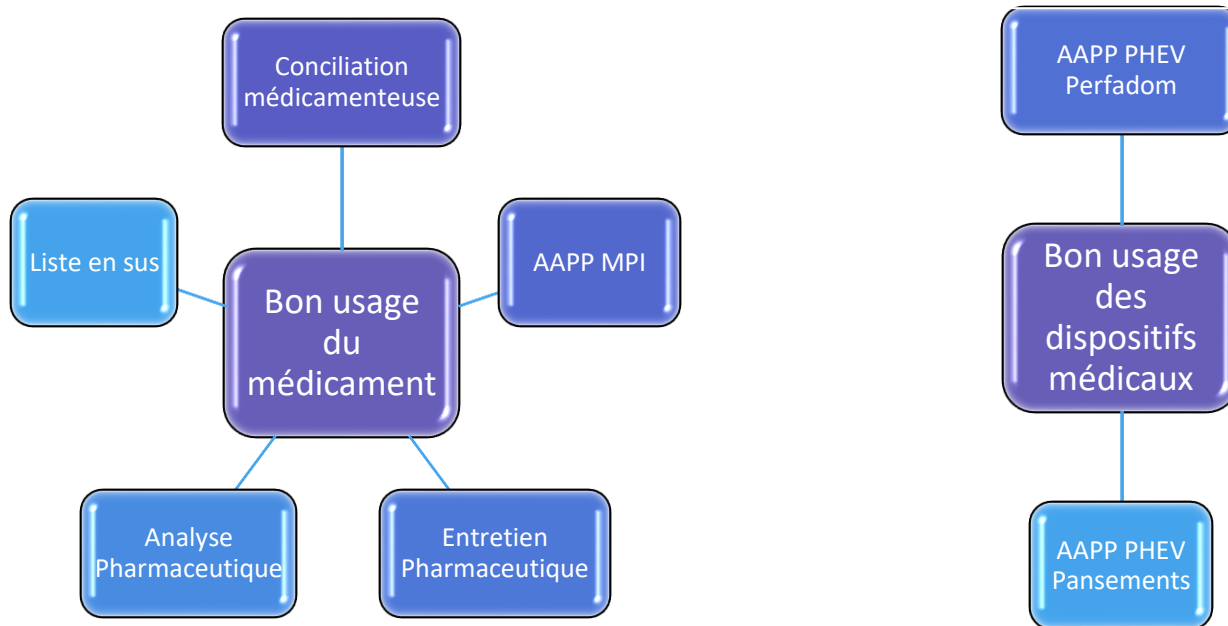 Conciliation
médicamenteuse
Liste en sus
AAPP MPI
Bon usage
du
médicament
Analyse
Pharmaceutique
Entretien
Pharmaceutique
AAPP PHEV
Perfadom
Bon usage
des
dispositifs
médicaux
AAPP PHEV
Pansements